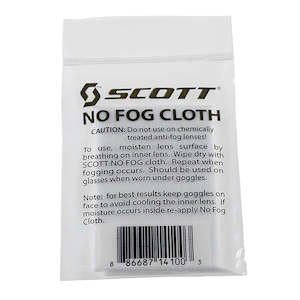 SCOTT
NO FOG CLOTH
CAUTION: Do not use on chemically
treated anti-fog lenses!
To use, moisten lens surface by
breathing on inner lens. Wipe dry with
SCOTT NO FOG cloth. Repeat when
fogging occurs. Should be used on
glasses when worn under goggles.
Note: for best results keep goggles on
face to avoid cooling the inner lens. If
moisture occurs inside re-apply No Fog
Cloth.
8 86687 14100 3